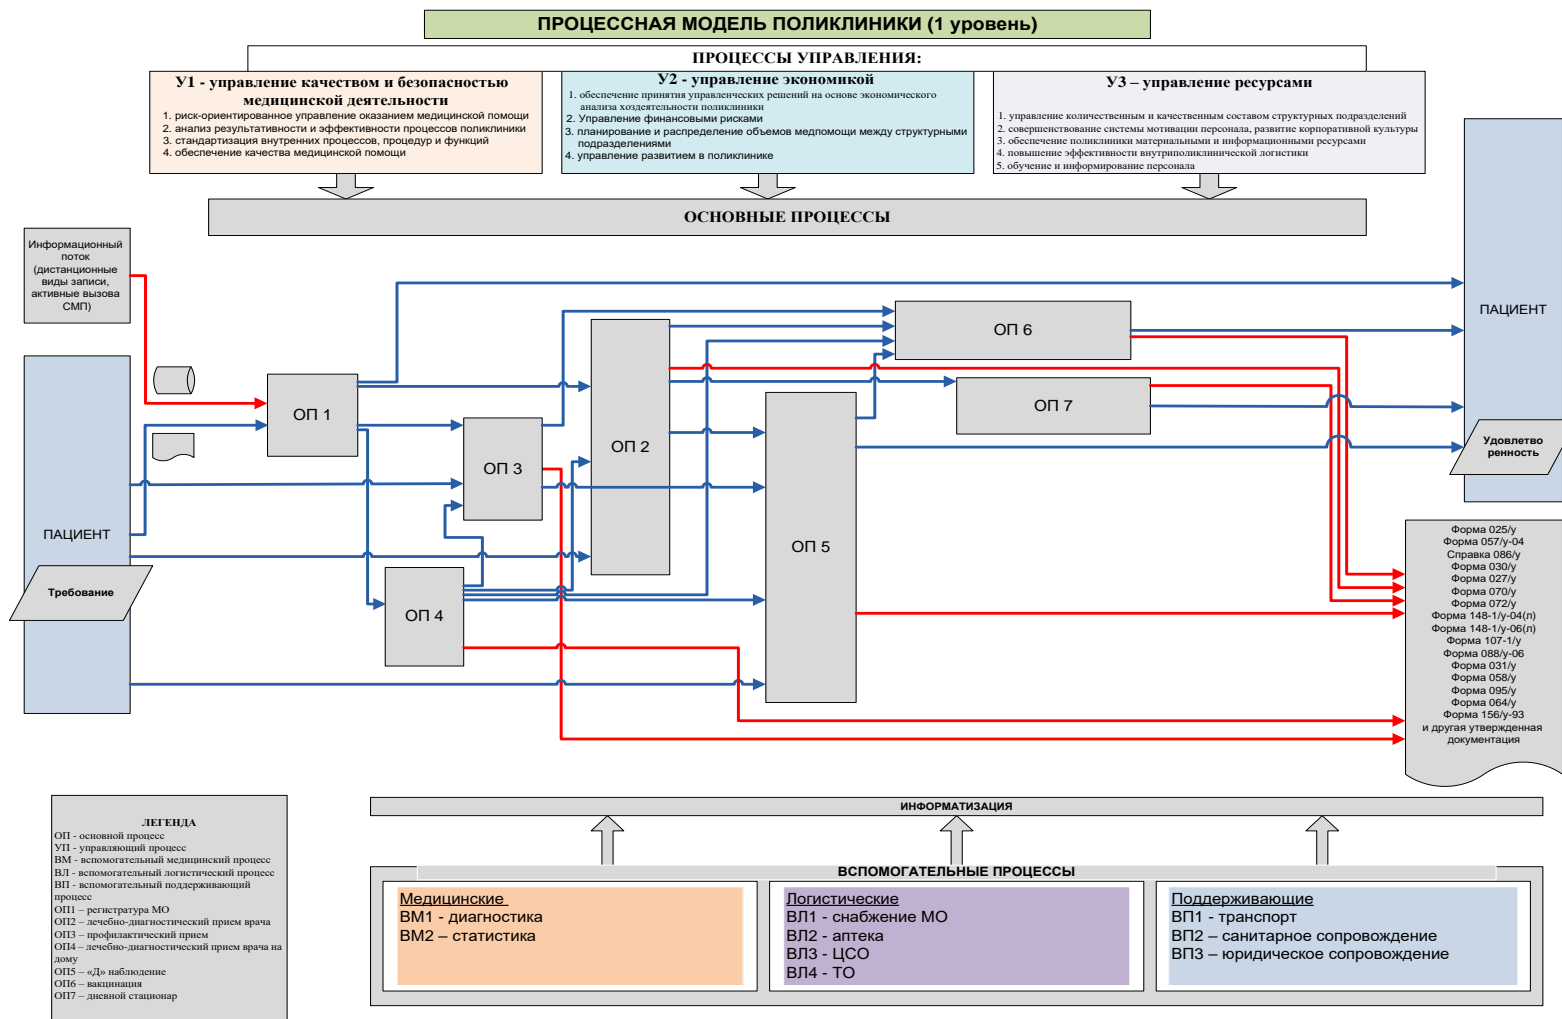 ПРОЦЕССНАЯ МОДЕЛЬ ПОЛИКЛИНИКИ (1 уровень)
ПРОЦЕССЫ УПРАВЛЕНИЯ:
У1 - управление качеством и безопасностью
медицинской деятельности
1. риск-ориентированное управление оказанием медицинской помощи
2. анализ результативности и эффективности процессов поликлиники
3. стандартизация внутренних процессов, процедур и функций
4. обеспечение качества медицинской помощи
У2 - управление экономикой
1. обеспечение принятия управленческих решений на основе экономического
анализа хоздеятельности поликлиники
2. Управление финансовыми рисками
3. планирование и распределение объемов медпомощи между структурными
подразделениями
4. управление развитием в поликлинике
У3 – управление ресурсами
1. управление количественным и качественным составом структурных подразделений
2. совершенствование системы мотивации персонала, развитие корпоративной культуры
3. обеспечение поликлиники материальными и информационными ресурсами
4. повышение эффективности внутриполиклинической логистики
5. обучение и информирование персонала
ОСНОВНЫЕ ПРОЦЕССЫ
Информационный
поток
(дистанционные
виды записи,
активные вызова
СМП)
ПАЦИЕНТ
Требование
ОП 1
ОП 3
ОП 4
ОП 2
ОП 5
ОП 6
ОП 7
ПАЦИЕНТ
Удовлетво
ренность
Форма 025/у
Форма 057/у-04
Справка 086/у
Форма 030/у
Форма 027/у
Форма 070/у
Форма 072/у
Форма 148-1/у-04(л)
Форма 148-1/у-06(л)
Форма 107-1/у
Форма 088/у-06
Форма 031/у
Форма 058/у
Форма 095/у
Форма 064/у
Форма 156/у-93
и другая утвержденная
документация
ЛЕГЕНДА
ОП - основной процесс
УП - управляющий процесс
ВМ - вспомогательный медицинский процесс
ВЛ - вспомогательный логистический процесс
ВП - вспомогательный поддерживающий
процесс
ОП1 – регистратура МО
ОП2 – лечебно-диагностический прием врача
ОП3 – профилактический прием
ОП4 – лечебно-диагностический прием врача на
дому
ОП5 – «Д» наблюдение
ОП6 – вакцинация
ОП7 – дневной стационар
ИНФОРМАТИЗАЦИЯ
ВСПОМОГАТЕЛЬНЫЕ ПРОЦЕССЫ
Медицинские
ВМ1 - диагностика
ВМ2 – статистика
Логистические
ВЛ1 - снабжение МО
ВЛ2 - аптека
ВЛ3 - ЦСО
ВЛ4 - ТО
Поддерживающие
ВП1 - транспорт
ВП2 – санитарное сопровождение
ВП3 – юридическое сопровождение